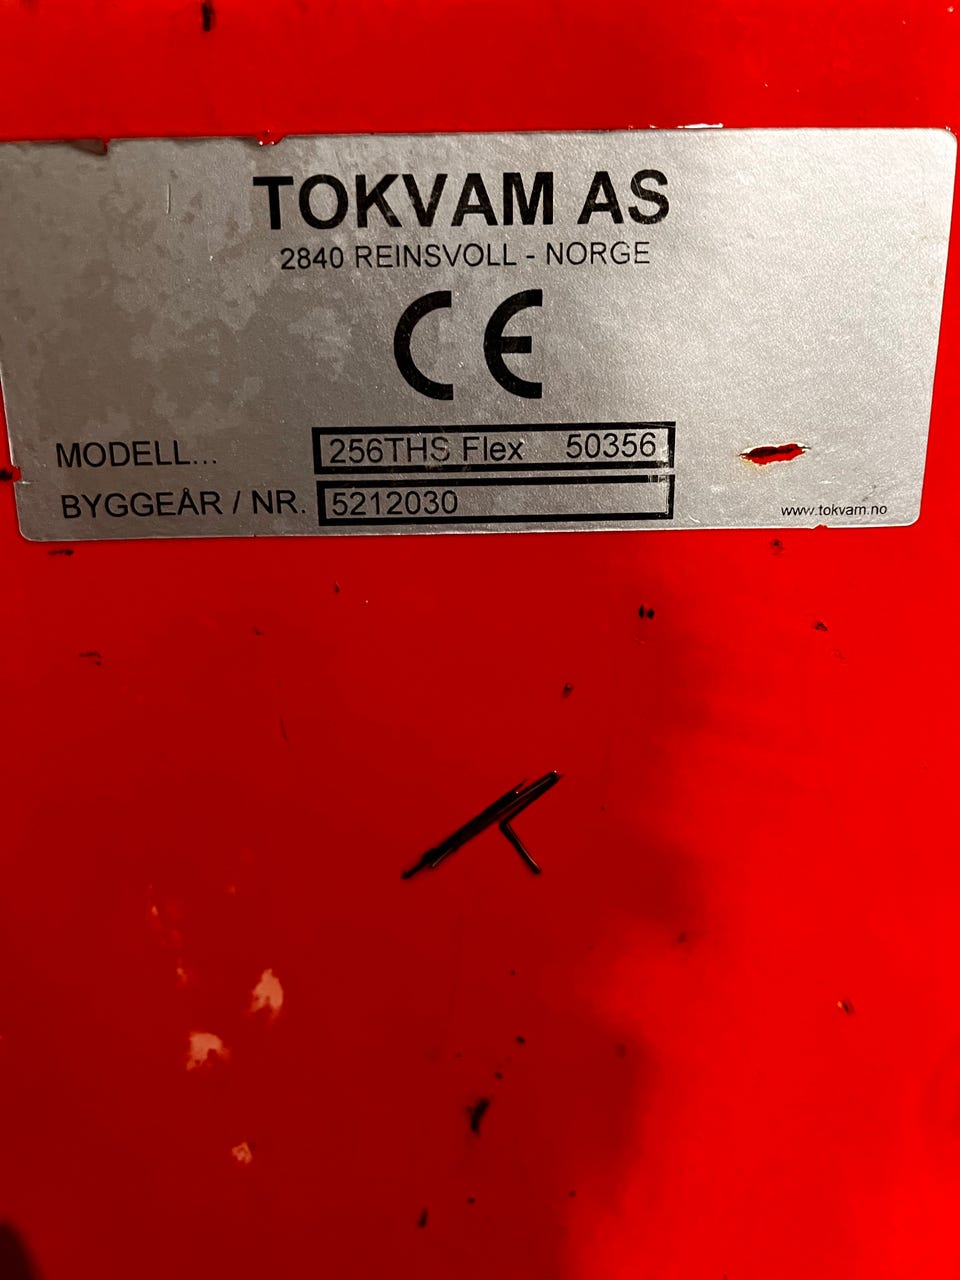 TOKVAM AS
2840 REINSVOLL - NORGE
CE
MODELL... 256THS Flex 50356
BYGGEÅR / NR. 5212030
www.tokvam.no